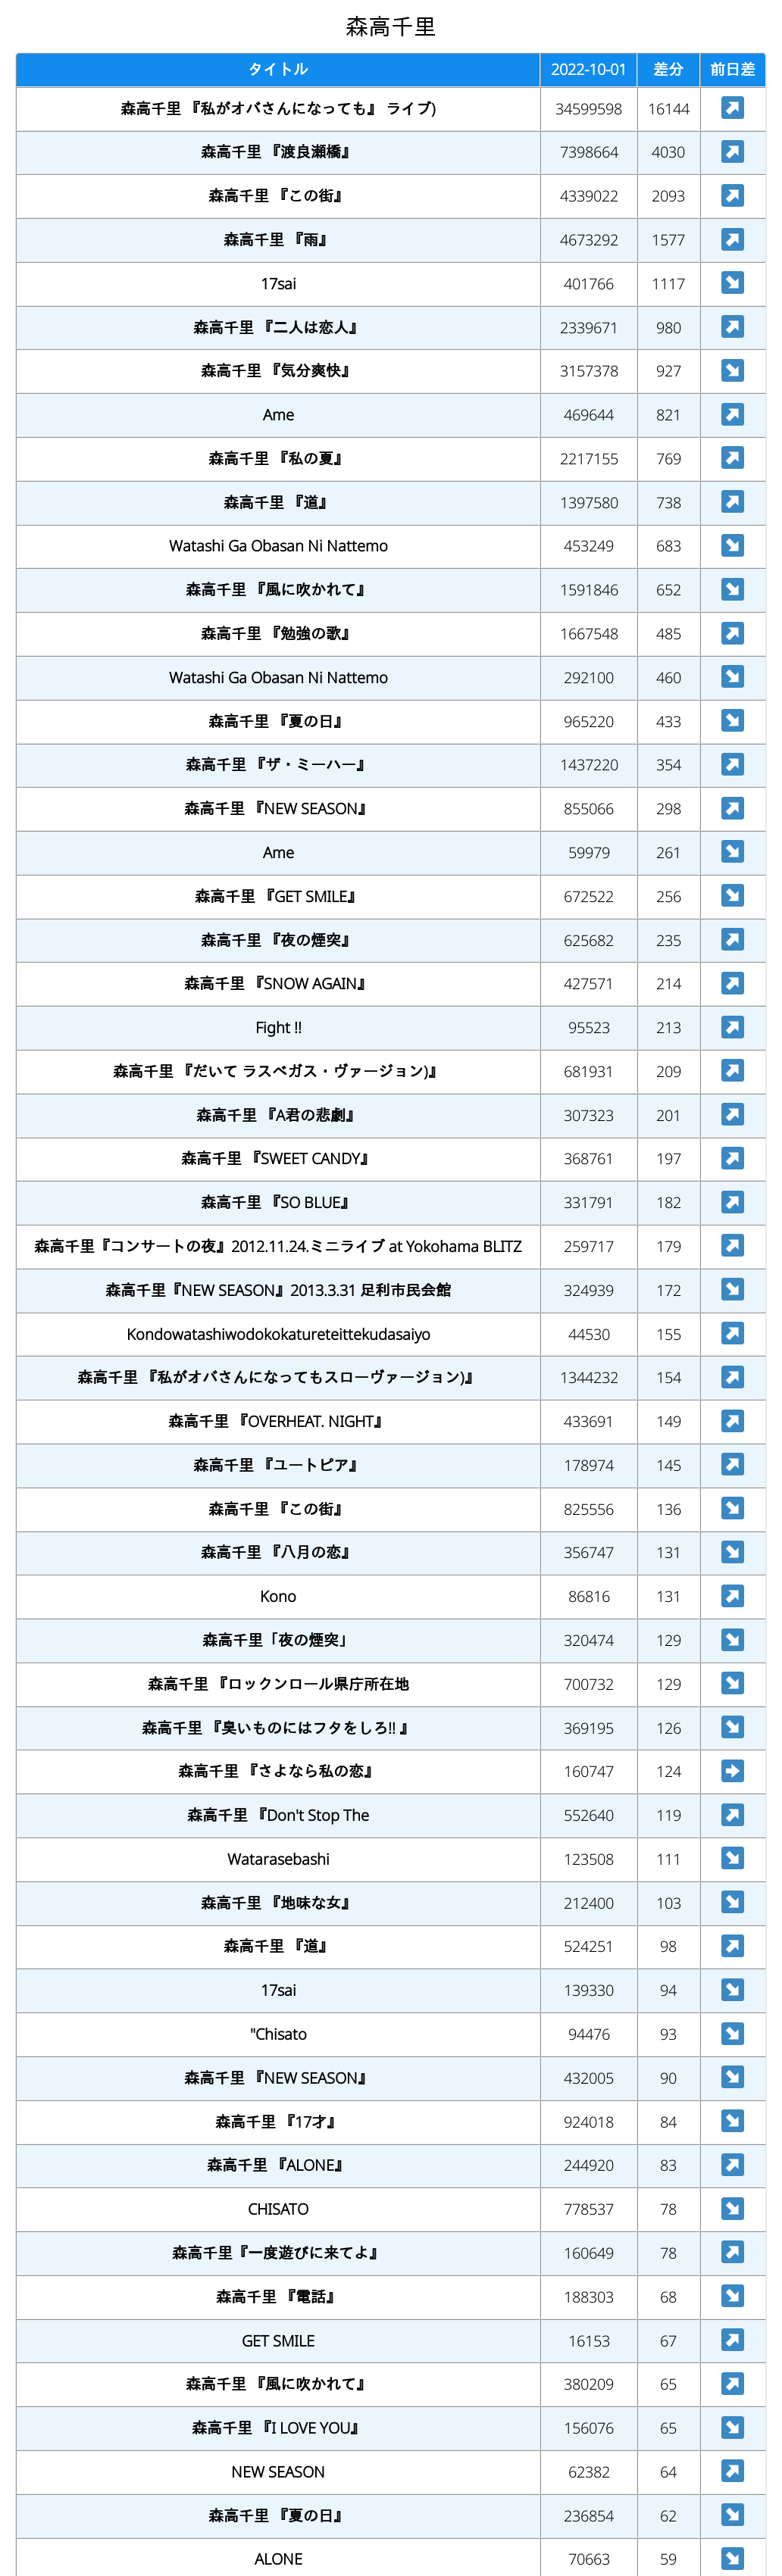 森高千里
タイトル 2022-10-01 差分 前日差
森高千里 『私がオバさんになっても』 ライブ) 34599598 16144
森高千里 『渡良瀬橋』 7398664 4030
森高千里 『この街』 4339022 2093
森高千里 『雨』 4673292 1577
17sai 401766 1117
森高千里 『二人は恋人』 2339671 980
森高千里 『気分爽快』 3157378 927
Ame 469644 821
森高千里 『私の夏』 2217155 769
森高千里 『道』 1397580 738
Watashi Ga Obasan Ni Nattemo 453249 683
森高千里 『風に吹かれて』 1591846 652
森高千里 『勉強の歌』 1667548 485
Watashi Ga Obasan Ni Nattemo 292100 460
森高千里 『夏の日』 965220 433
森高千里 『ザ・ミーハー』 1437220 354
森高千里 『NEW SEASON』 855066 298
Ame 59979 261
森高千里 『GET SMILE』 672522 256
森高千里 『夜の煙突』 625682 235
森高千里 『SNOW AGAIN』 427571 214
Fight !! 95523 213
森高千里 『だいて ラスベガス・ヴァージョン)』 681931 209
森高千里 『A君の悲劇』 307323 201
森高千里 『SWEET CANDY』 368761 197
森高千里 『SO BLUE』 331791 182
森高千里『コンサートの夜』2012.11.24.ミニライブ at Yokohama BLITZ 259717 179
森高千里『NEW SEASON』2013.3.31 足利市民会館 324939 172
Kondowatashiwodokokatureteittekudasaiyo 44530 155
森高千里 『私がオバさんになってもスローヴァージョン)』 1344232 154
森高千里 『OVERHEAT. NIGHT』 433691 149
森高千里 『ユートピア』 178974 145
森高千里 『この街』 825556 136
森高千里 『八月の恋』 356747 131
Kono 86816 131
森高千里「夜の煙突」 320474 129
森高千里 『ロックンロール県庁所在地 700732 129
森高千里 『臭いものにはフタをしろ!! 』 369195 126
森高千里 『さよなら私の恋』 160747 124
森高千里 『Don't Stop The 552640 119
Watarasebashi 123508 111
森高千里 『地味な女』 212400 103
森高千里 『道』 524251 98
17sai 139330 94
"Chisato 94476 93
森高千里 『NEW SEASON』 432005 90
森高千里 『17才』 924018 84
森高千里 『ALONE』 244920 83
CHISATO 778537 78
森高千里『一度遊びに来てよ』 160649 78
森高千里 『電話』 188303 68
GET SMILE 16153 67
森高千里 『風に吹かれて』 380209 65
森高千里 『I LOVE YOU』 156076 65
NEW SEASON 62382 64
森高千里 『夏の日』 236854 62
ALONE 70663 59